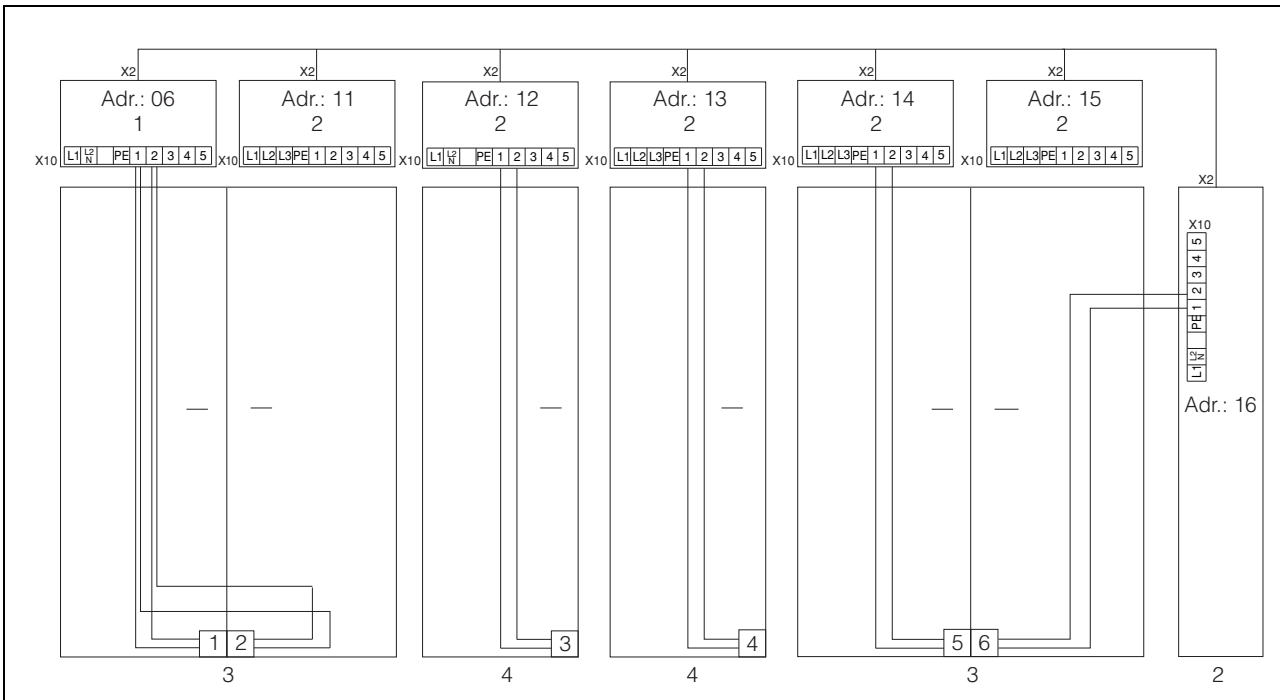 X2 X2 X2 X2 X2 X2
Adr.: 06 Adr.: 11 Adr.: 12 Adr.: 13 Adr.: 14 Adr.: 15
1 2 2 2 2 2
X10 L1 L2 N PE 1 2 3 4 5
X10 L1 L2 L3 PE 1 2 3 4 5
X10 L1 L2 N PE 1 2 3 4 5
X10 L1 L2 L3 PE 1 2 3 4 5
X10 L1 L2 L3 PE 1 2 3 4 5
X10 L1 L2 L3 PE 1 2 3 4 5
X2
X10
L1 L2 N PE 1 2 3 4 5
Adr.: 16
1 2 3 4 5 6
3 4 4 3 2